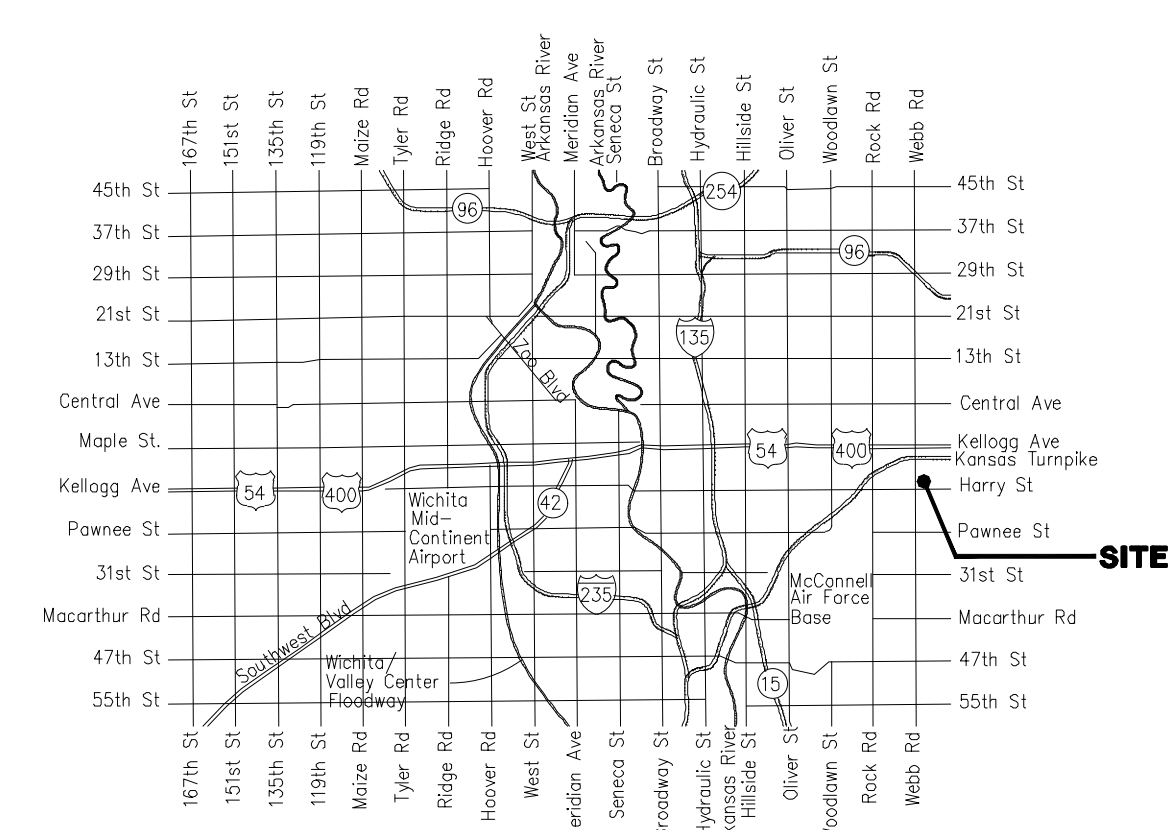 167th St
151st St
135th St
119th St
Maize Rd
Tyler Rd
Ridge Rd
Hoover Rd
West St
Arkansas River
Meridian Ave
Arkansas River
Seneca St
Broadway St
Hydraulic St
Hillside St
Oliver St
Woodlawn St
Rock Rd
Webb Rd
45th St
37th St
29th St
21st St
13th St
Central Ave
Maple St.
Kellogg Ave
Pawnee St
31st St
Macarthur Rd
47th St
55th St
96
254
96
135
Zoo Blvd
54
400
54
400
42
Wichita
Mid-
Continent
Airport
235
McConnell
Air Force
Base
Southwest Blvd
Wichita/
Valley Center
Floodway
15
45th St
37th St
29th St
21st St
13th St
Central Ave
Kellogg Ave
Kansas Turnpike
Harry St
Pawnee St
SITE
31st St
Macarthur Rd
47th St
55th St
167th St
151st St
135th St
119th St
Maize Rd
Tyler Rd
Ridge Rd
Hoover Rd
West St
eridian Ave
Seneca St
roadway St
ydraulic St
kansas River
Hillside St
Oliver St
oodlawn St
Rock Rd
Webb Rd